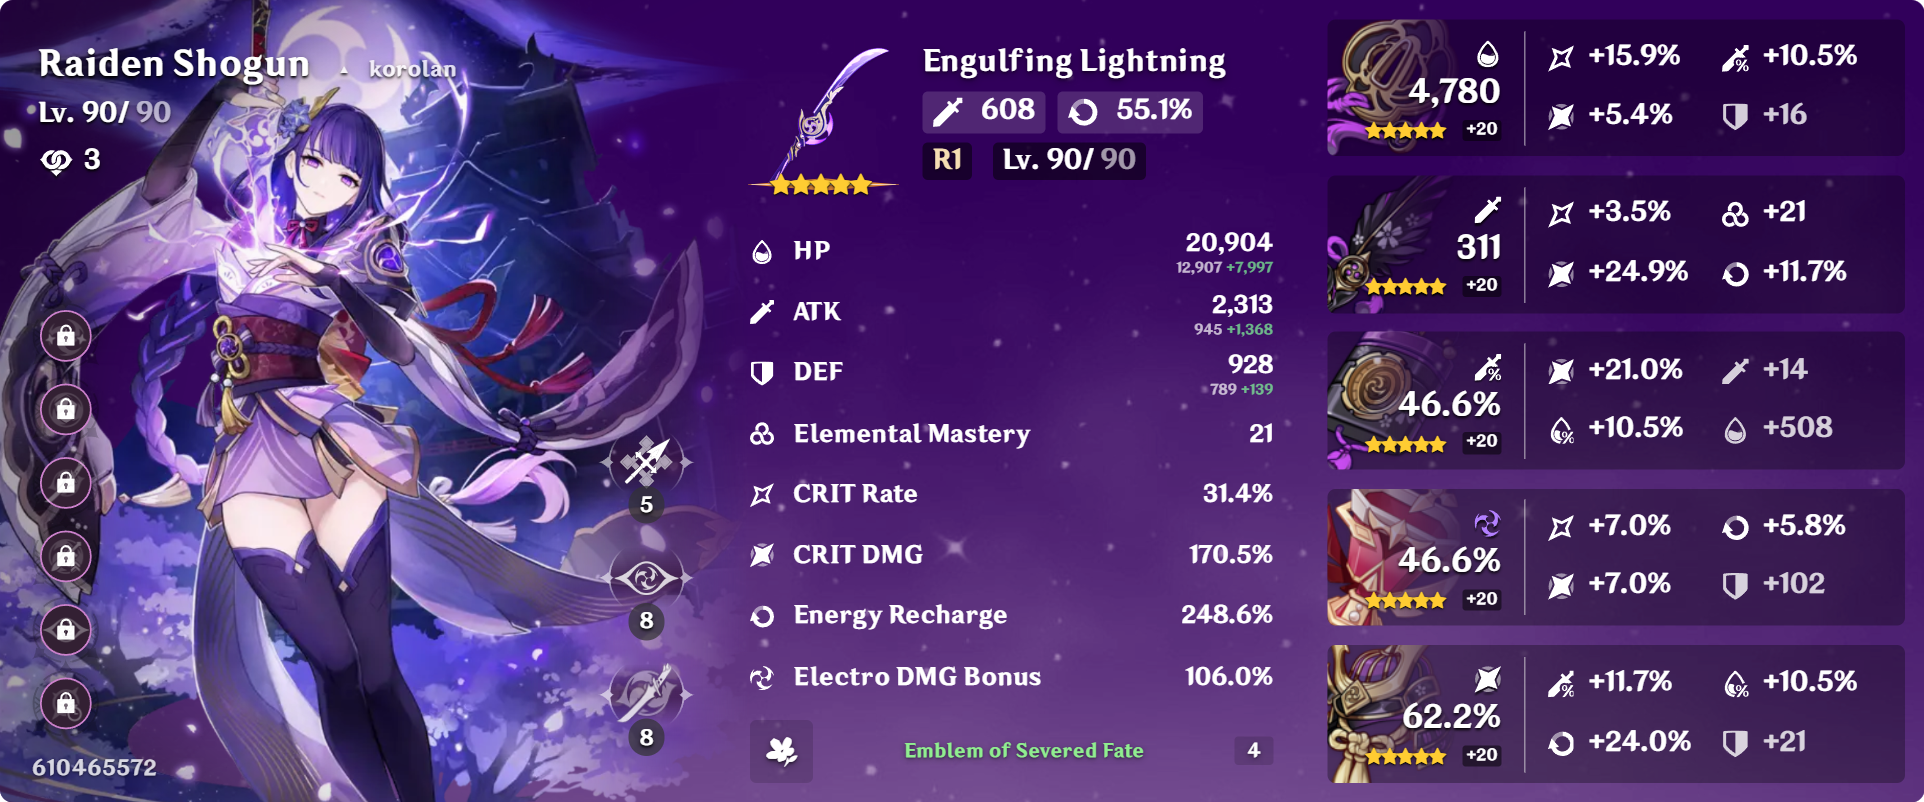 Raiden Shogun · korolan
Lv. 90/ 90
3
5
8
8
610465572
Engulfing Lightning
608 55.1%
R1 Lv. 90/ 90
HP 20,904
12,907 +7,997
ATK 2,313
945 +1,368
DEF 928
789 +139
Elemental Mastery 21
CRIT Rate 31.4%
CRIT DMG 170.5%
Energy Recharge 248.6%
Electro DMG Bonus 106.0%
Emblem of Severed Fate 4
4,780
+20
+15.9% +10.5%
+5.4% +16
311
+20
+3.5% +21
+24.9% +11.7%
46.6%
+20
+21.0% +14
+10.5% +508
46.6%
+20
+7.0% +5.8%
+7.0% +102
62.2%
+20
+11.7% +10.5%
+24.0% +21